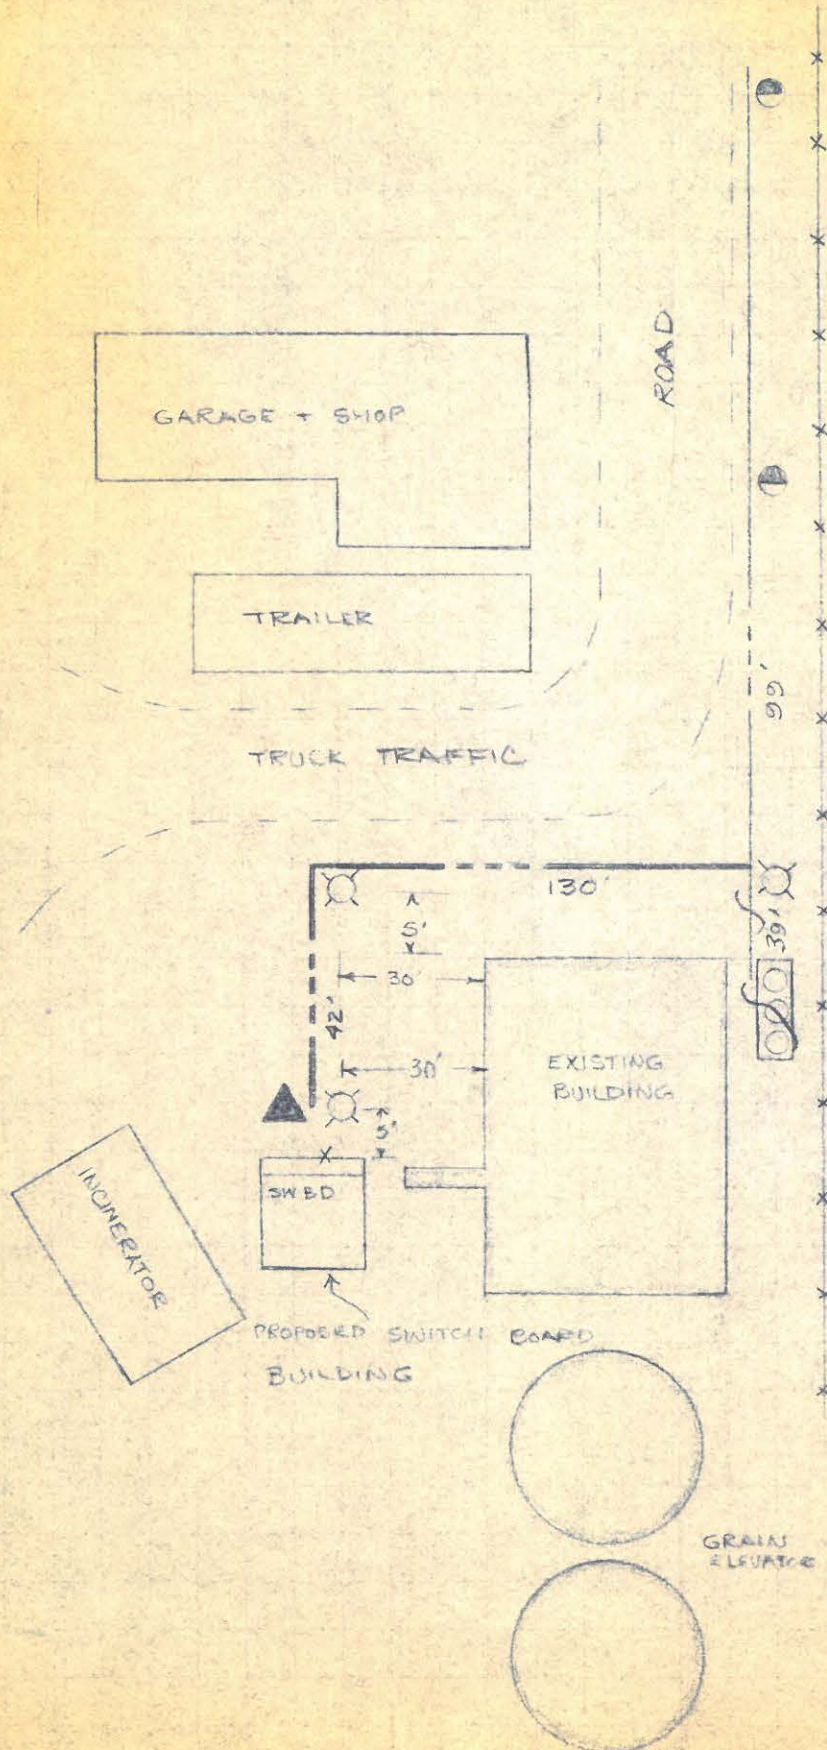 ROAD
GARAGE + SHOP
TRAILER
99'
TRUCK TRAFFIC
130'
5'
39'
30'
42'
30'
EXISTING
BUILDING
5'
SWBD
INCINERATOR
PROPOSED SWITCH BOARD
BUILDING
GRAIN
ELEVATOR